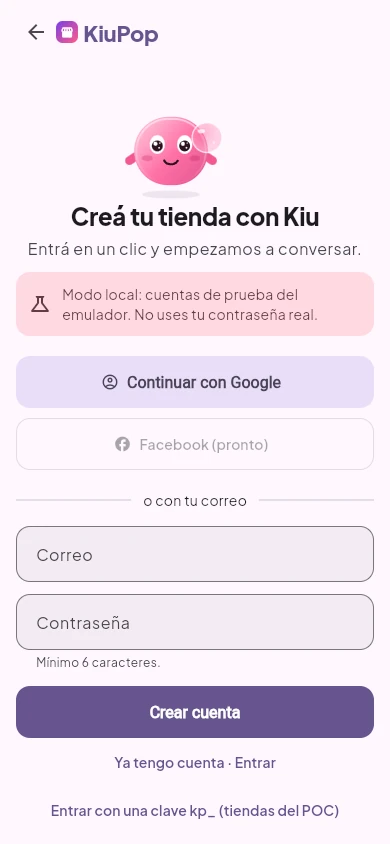 KiuPop
Creá tu tienda con Kiu
Entrá en un clic y empezamos a conversar.
Modo local: cuentas de prueba del
emulador. No uses tu contraseña real.
Continuar con Google
Facebook (pronto)
o con tu correo
Correo
Contraseña
Mínimo 6 caracteres.
Crear cuenta
Ya tengo cuenta · Entrar
Entrar con una clave kp_ (tiendas del POC)